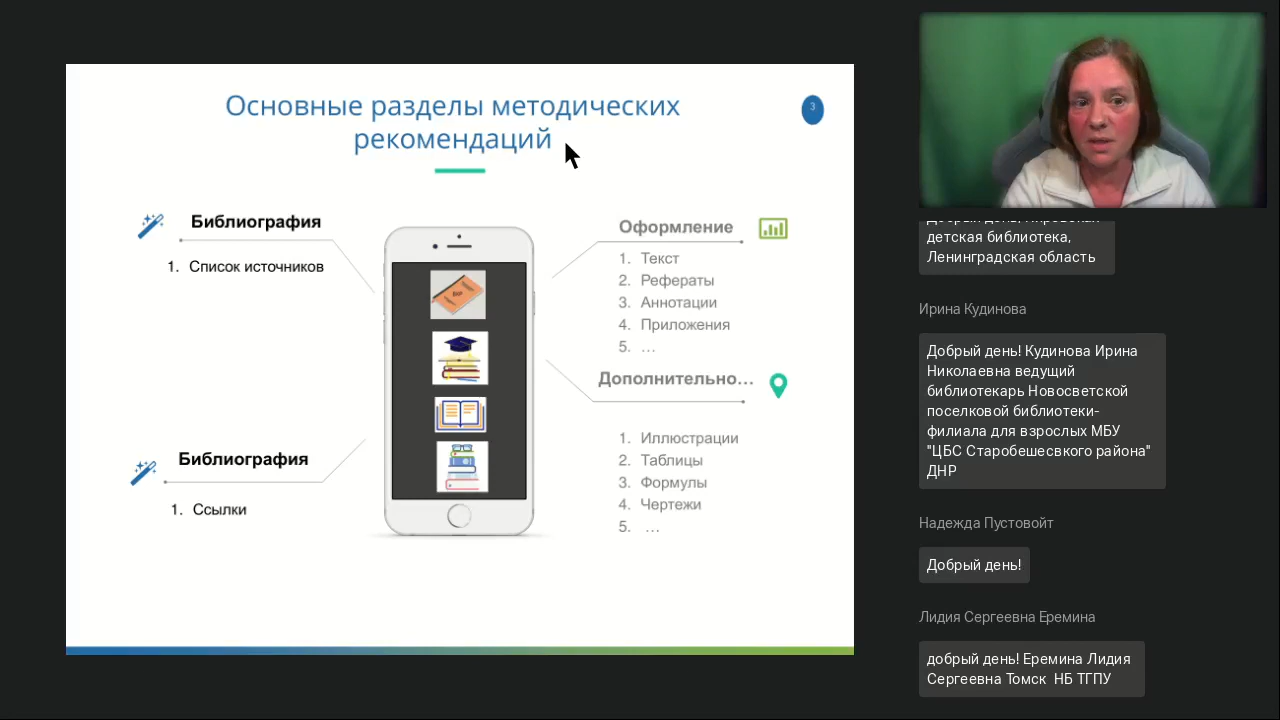 Основные разделы методических
рекомендаций
3
Библиография
1. Список источников
Библиография
1. Ссылки
Оформление
1. Текст
2. Рефераты
3. Аннотации
4. Приложения
5. …
Дополнительно…
1. Иллюстрации
2. Таблицы
3. Формулы
4. Чертежи
5. …
детская библиотека,
Ленинградская область
Ирина Кудинова
Добрый день! Кудинова Ирина
Николаевна ведущий
библиотекарь Новосветской
поселковой библиотеки-
филиала для взрослых МБУ
"ЦБС Старобешесвкого района"
ДНР
Надежда Пустовойт
Добрый день!
Лидия Сергеевна Еремина
добрый день! Еремина Лидия
Сергеевна Томск НБ ТГПУ